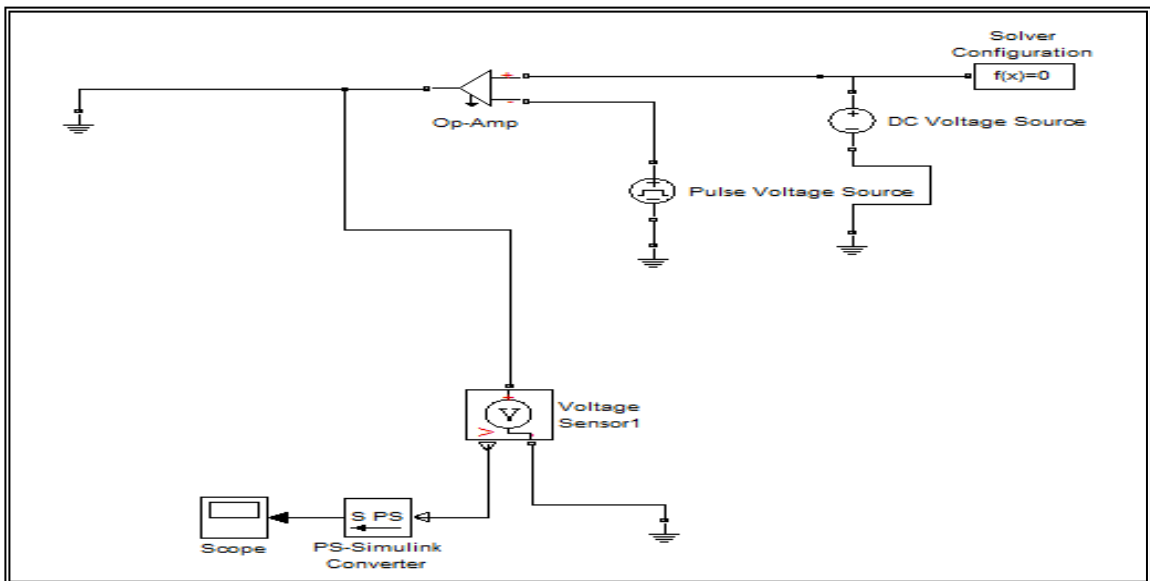 Solver
Configuration
f(x)=0
+
-
Op-Amp
+
-
DC Voltage Source
+
-
Pulse Voltage Source
+
V
V
-
Voltage
Sensor1
S PS
Scope
PS-Simulink
Converter